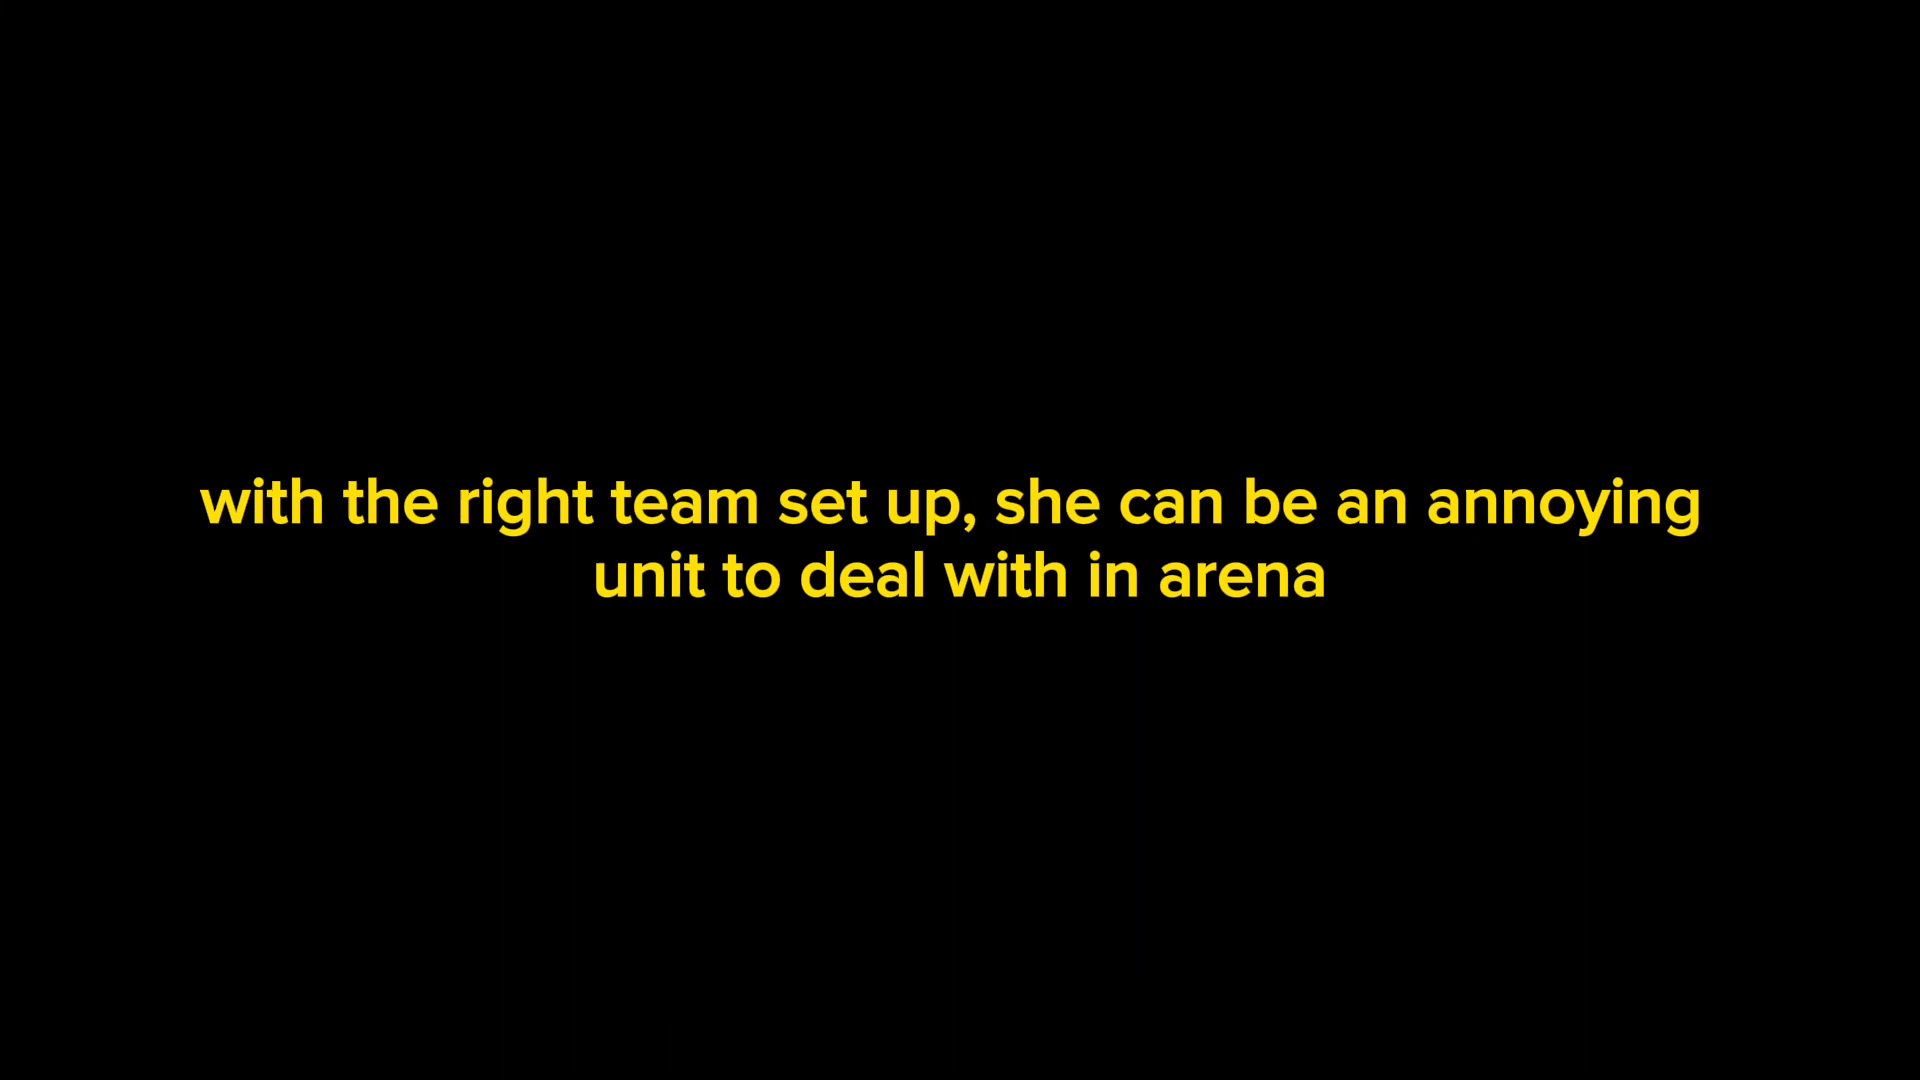 with the right team set up, she can be an annoying
unit to deal with in arena